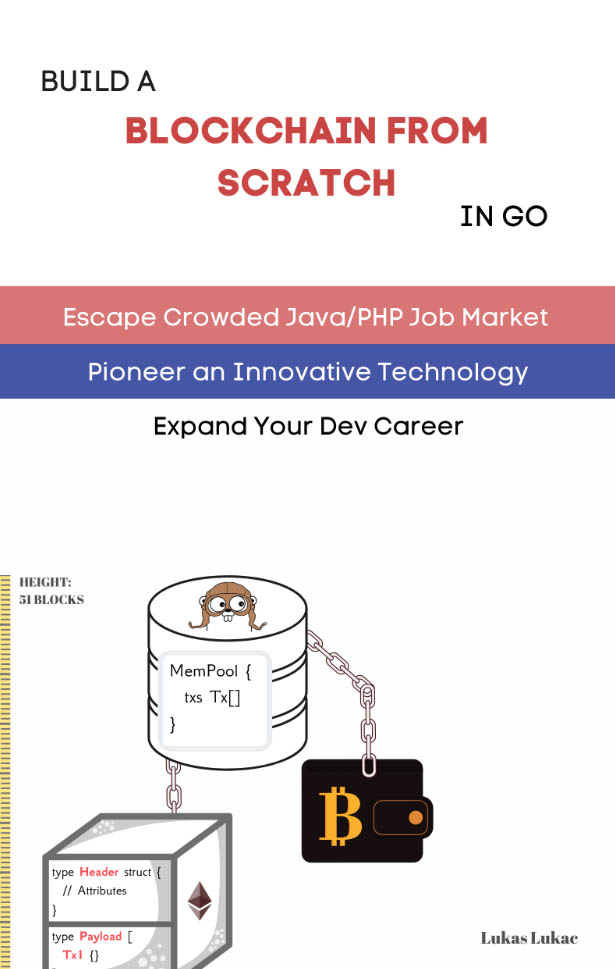 BUILD A
BLOCKCHAIN FROM
SCRATCH
IN GO
Escape Crowded Java/PHP Job Market
Pioneer an Innovative Technology
Expand Your Dev Career
HEIGHT:
51 BLOCKS
MemPool {
txs Tx[]
}
type Header struct {
// Attributes
}
type Payload [
Tx1 {}
Lukas Lukac